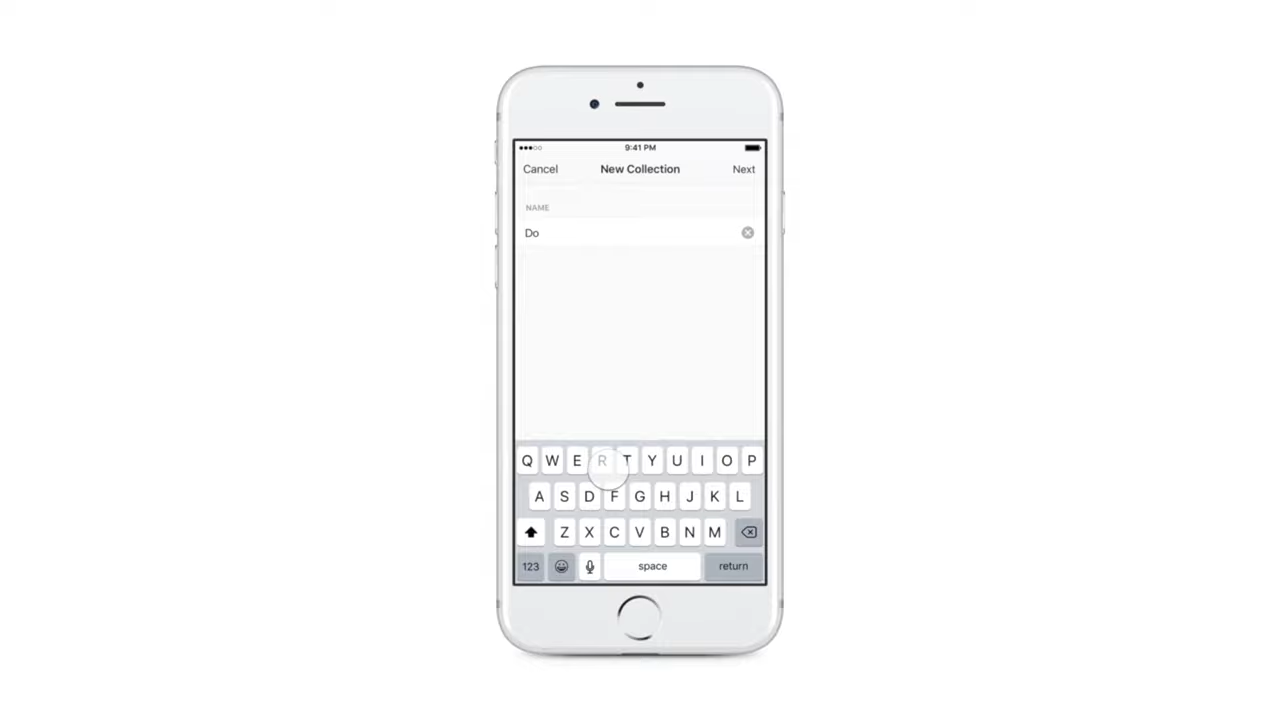 9:41 PM
Cancel New Collection Next
NAME
Do
Q W E R T Y U I O P
A S D F G H J K L
Z X C V B N M
123 space return